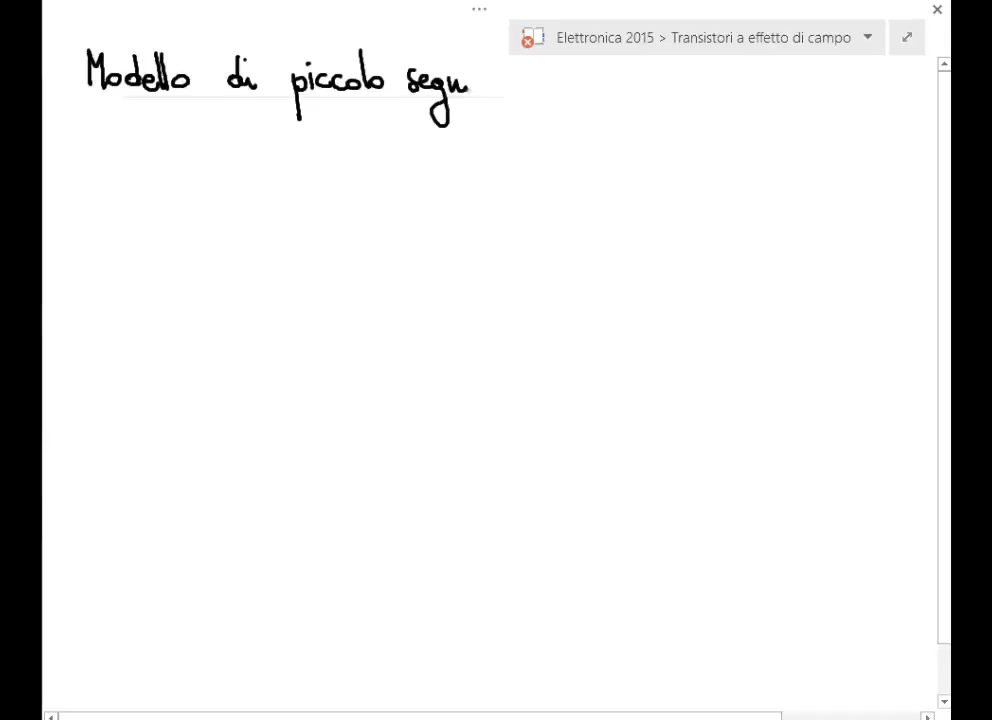 Elettronica 2015 > Transistori a effetto di campo
Modello di piccolo segn